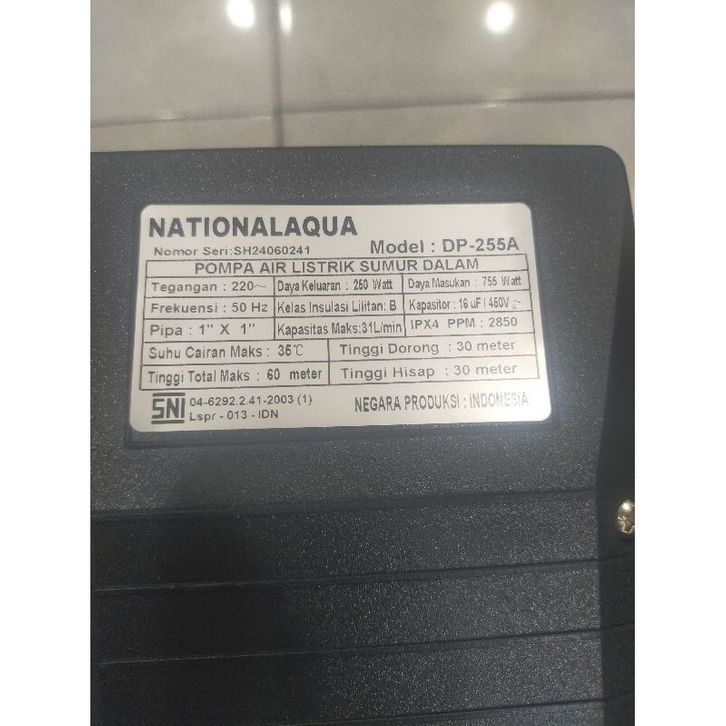 NATIONALAQUA
Nomor Seri:SH24060241
Model : DP-255A
POMPA AIR LISTRIK SUMUR DALAM
Tegangan : 220~ Daya Keluaran : 250 Watt Daya Masukan : 755 Watt
Frekuensi : 50 Hz Kelas Insulasi Lilitan: B Kapasitor : 16 uF / 450V~
Pipa : 1" X 1" Kapasitas Maks:31L/min IPX4 PPM : 2850
Suhu Cairan Maks : 35℃ Tinggi Dorong : 30 meter
Tinggi Total Maks : 60 meter Tinggi Hisap : 30 meter
SNI 04-6292.2.41-2003 (1)
Lspr - 013 - IDN
NEGARA PRODUKSI : INDONESIA